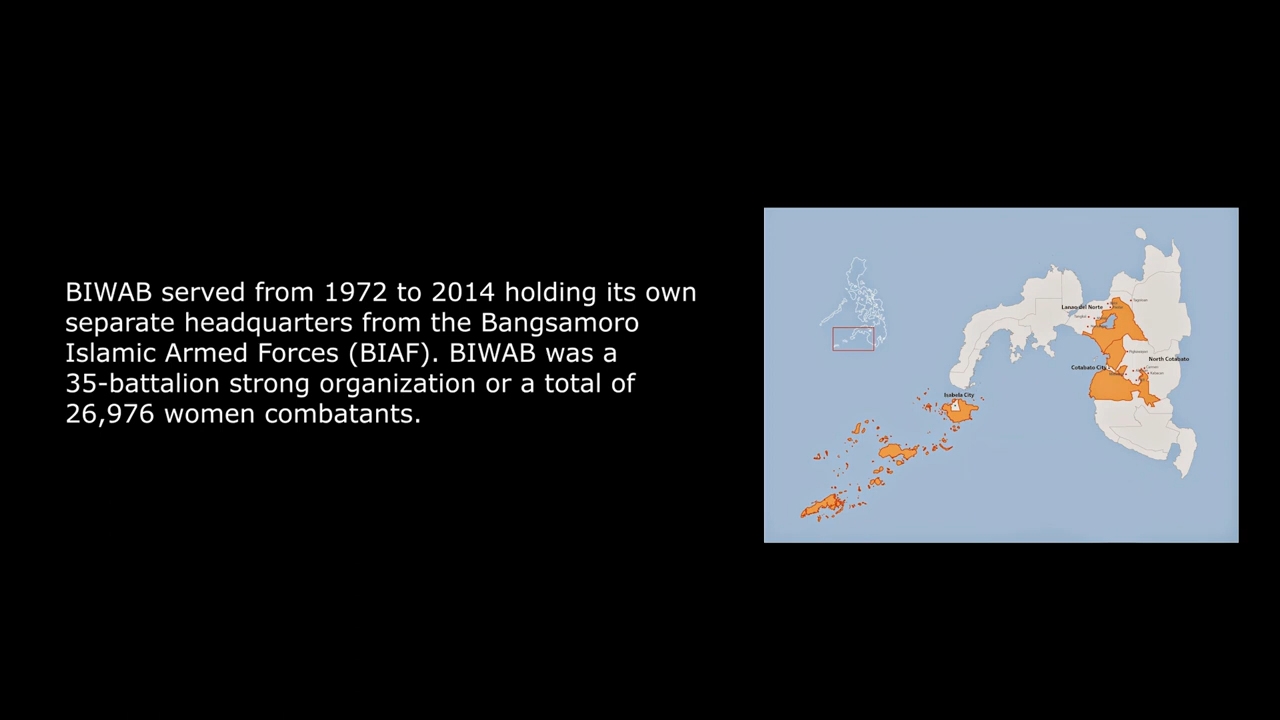 BIWAB served from 1972 to 2014 holding its own
separate headquarters from the Bangsamoro
Islamic Armed Forces (BIAF). BIWAB was a
35-battalion strong organization or a total of
26,976 women combatants.
Lanao del Norte
North Cotabato
Cotabato City
Isabela City